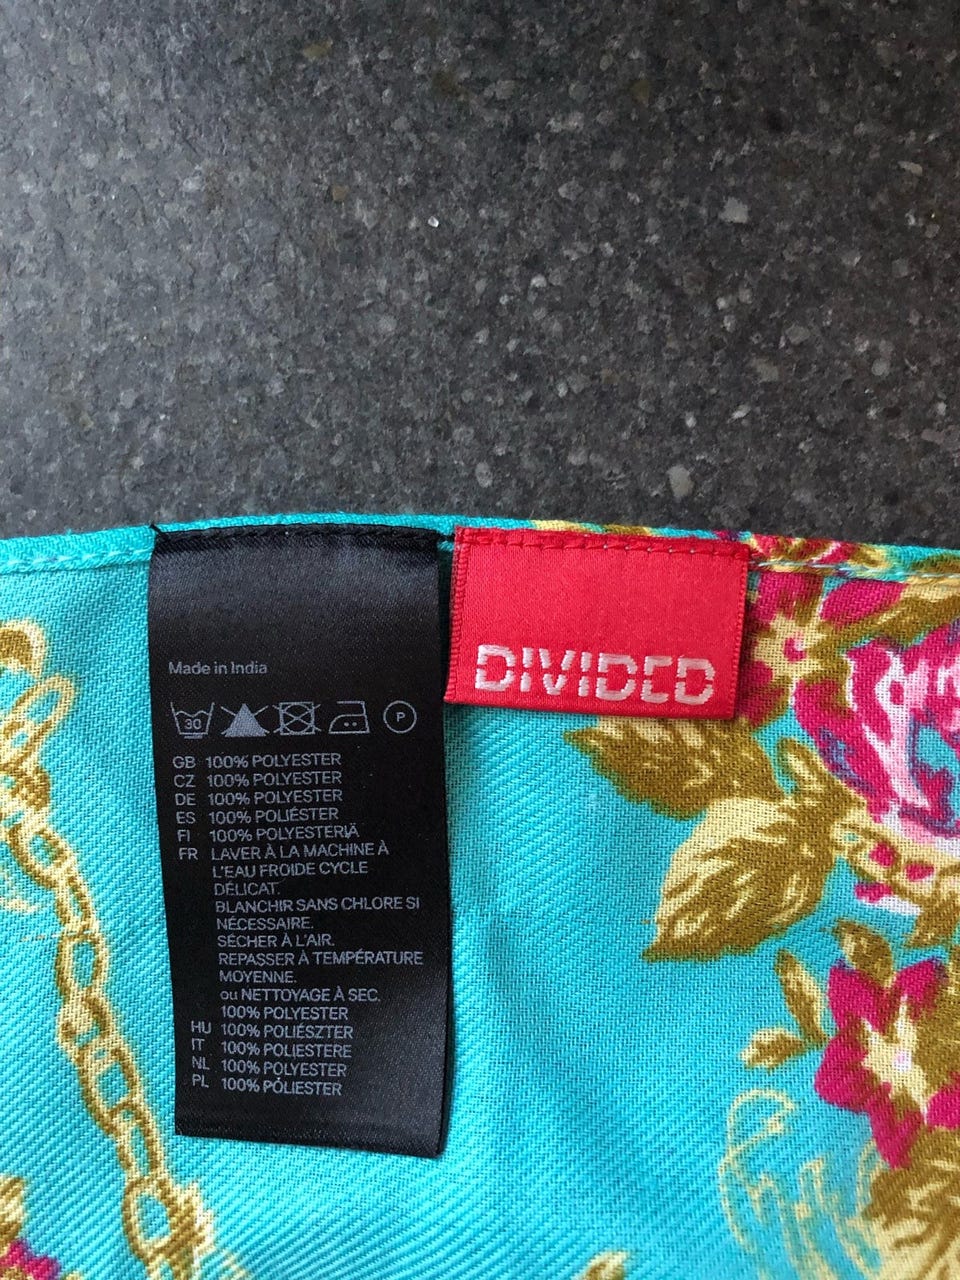 Made in India
30 P
GB 100% POLYESTER
CZ 100% POLYESTER
DE 100% POLYESTER
ES 100% POLIÉSTER
FI 100% POLYESTERIÄ
FR LAVER À LA MACHINE À
L'EAU FROIDE CYCLE
DÉLICAT.
BLANCHIR SANS CHLORE SI
NÉCESSAIRE.
SÉCHER À L'AIR.
REPASSER À TEMPÉRATURE
MOYENNE.
ou NETTOYAGE À SEC.
100% POLYESTER
HU 100% POLIÉSZTER
IT 100% POLIESTERE
NL 100% POLYESTER
PL 100% POLIESTER
DIVIDED